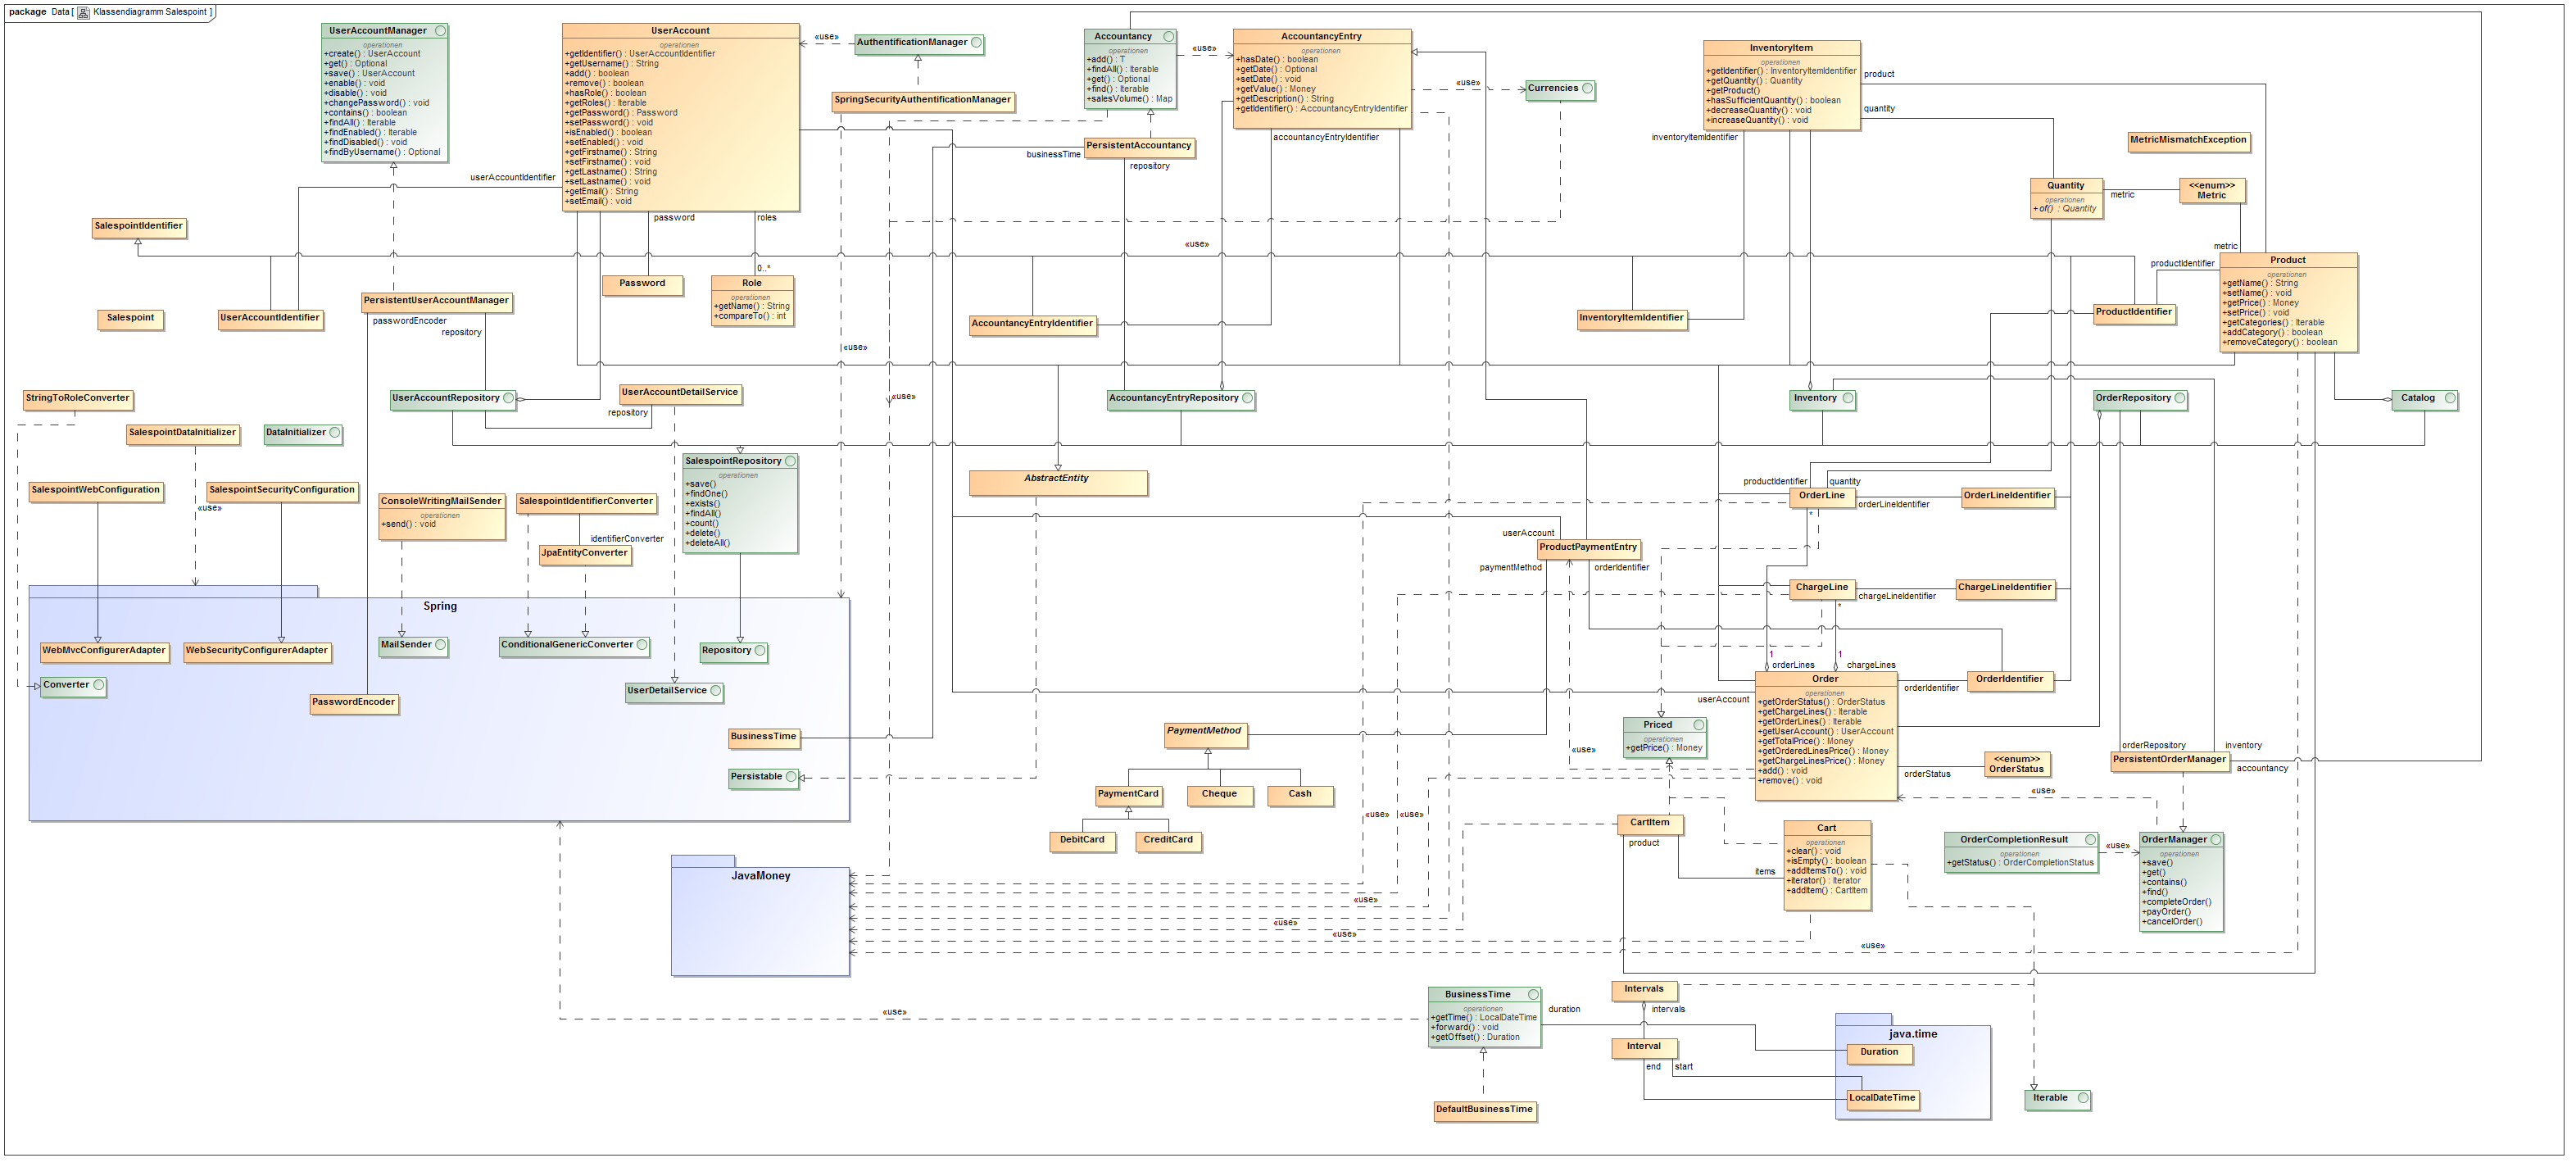 package Data [ Klassendiagramm Salespoint ]
UserAccountManager
operationen
+create() : UserAccount
+get() : Optional
+save() : UserAccount
+enable() : void
+disable() : void
+changePassword() : void
+contains() : boolean
+findAll() : Iterable
+findEnabled() : Iterable
+findDisabled() : void
+findByUsername() : Optional
UserAccount
operationen
+getIdentifier() : UserAccountIdentifier
+getUsername() : String
+add() : boolean
+remove() : boolean
+hasRole() : boolean
+getRoles() : Iterable
+getPassword() : Password
+setPassword() : void
+isEnabled() : boolean
+setEnabled() : void
+getFirstname() : String
+setFirstname() : void
+getLastname() : String
+setLastname() : void
+getEmail() : String
+setEmail() : void
«use»
AuthentificationManager
SpringSecurityAuthentificationManager
Accountancy
operationen
+add() : T
+findAll() : Iterable
+get() : Optional
+find() : Iterable
+salesVolume() : Map
«use»
AccountancyEntry
operationen
+hasDate() : boolean
+getDate() : Optional
+setDate() : void
+getValue() : Money
+getDescription() : String
+getIdentifier() : AccountancyEntryIdentifier
accountancyEntryIdentifier
«use»
Currencies
PersistentAccountancy
businessTime
repository
InventoryItem
operationen
+getIdentifier() : InventoryItemIdentifier
+getQuantity() : Quantity
+getProduct()
+hasSufficientQuantity() : boolean
+decreaseQuantity() : void
+increaseQuantity() : void
product
quantity
inventoryItemIdentifier
MetricMismatchException
Quantity
+of() : Quantity
metric
<<enum>>
Metric
metric
userAccountIdentifier
password
roles
0..*
SalespointIdentifier
«use»
Password
Role
operationen
+getName() : String
+compareTo() : int
productIdentifier
Product
operationen
+getName() : String
+setName() : void
+getPrice() : Money
+setPrice() : void
+getCategories() : Iterable
+addCategory() : boolean
+removeCategory() : boolean
Salespoint
UserAccountIdentifier
PersistentUserAccountManager
passwordEncoder
repository
AccountancyEntryIdentifier
InventoryItemIdentifier
ProductIdentifier
«use»
«use»
StringToRoleConverter
UserAccountRepository
UserAccountDetailService
repository
AccountancyEntryRepository
Inventory
OrderRepository
Catalog
SalespointDataInitializer
DataInitializer
SalespointRepository
operationen
+save()
+findOne()
+exists()
+findAll()
+count()
+delete()
+deleteAll()
AbstractEntity
SalespointWebConfiguration
SalespointSecurityConfiguration
«use»
ConsoleWritingMailSender
operationen
+send() : void
SalespointIdentifierConverter
identifierConverter
JpaEntityConverter
productIdentifier
quantity
OrderLine
orderLineIdentifier
OrderLineIdentifier
*
userAccount
ProductPaymentEntry
paymentMethod
orderIdentifier
ChargeLine
chargeLineIdentifier
ChargeLineIdentifier
*
Spring
WebMvcConfigurerAdapter
WebSecurityConfigurerAdapter
MailSender
ConditionalGenericConverter
Repository
Converter
PasswordEncoder
UserDetailService
BusinessTime
Persistable
1
orderLines
1
chargeLines
userAccount
Order
operationen
+getOrderStatus() : OrderStatus
+getChargeLines() : Iterable
+getOrderLines() : Iterable
+getUserAccount() : UserAccount
+getTotalPrice() : Money
+getOrderedLinesPrice() : Money
+getChargeLinesPrice() : Money
+add() : void
+remove() : void
orderIdentifier
OrderIdentifier
orderStatus
<<enum>>
OrderStatus
orderRepository
inventory
PersistentOrderManager
accountancy
Priced
operationen
+getPrice() : Money
«use»
PaymentMethod
PaymentCard
Cheque
Cash
DebitCard
CreditCard
«use»
«use»
«use»
CartItem
product
items
Cart
operationen
+clear() : void
+isEmpty() : boolean
+addItemsTo() : void
+iterator() : Iterator
+addItem() : CartItem
OrderCompletionResult
operationen
+getStatus() : OrderCompletionStatus
«use»
OrderManager
operationen
+save()
+get()
+contains()
+find()
+completeOrder()
+payOrder()
+cancelOrder()
JavaMoney
«use»
«use»
«use»
«use»
«use»
BusinessTime
operationen
+getTime() : LocalDateTime
+forward() : void
+getOffset() : Duration
duration
DefaultBusinessTime
Intervals
intervals
Interval
end
start
java.time
Duration
LocalDateTime
Iterable